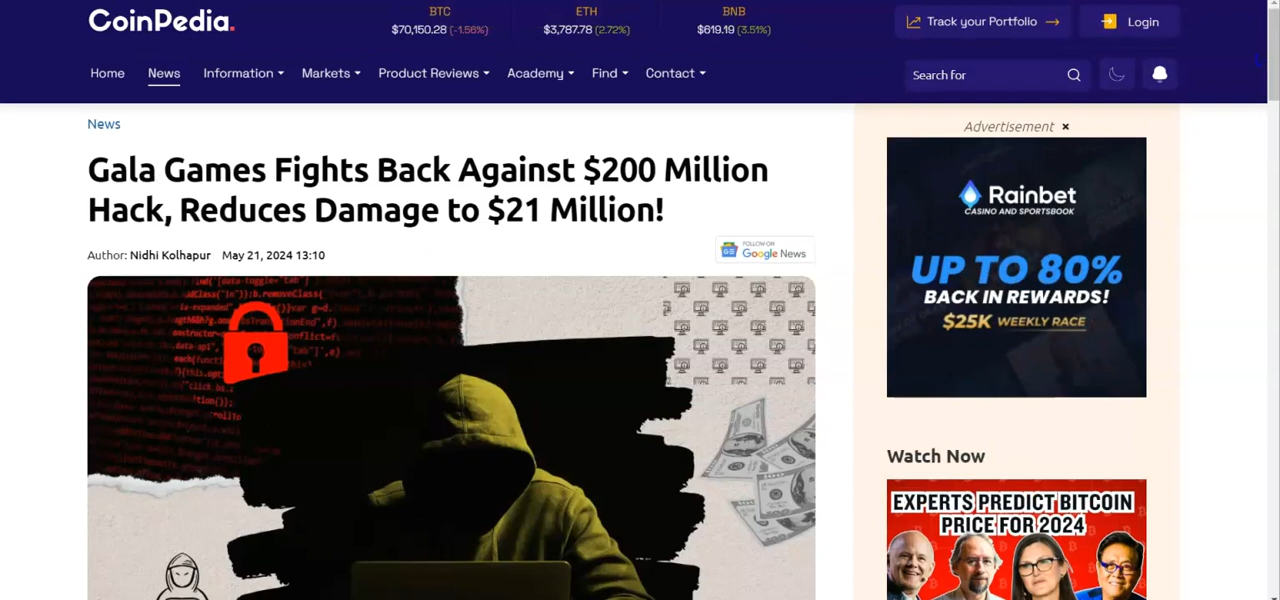 CoinPedia.
BTC
$70,150.28 (-1.56%)
ETH
$3,787.78 (2.72%)
BNB
$619.19 (3.51%)
Track your Portfolio
Login
Home
News
Information
Markets
Product Reviews
Academy
Find
Contact
Search for
News
Gala Games Fights Back Against $200 Million
Hack, Reduces Damage to $21 Million!
Author: Nidhi Kolhapur May 21, 2024 13:10
FOLLOW ON
Google News
Advertisement ×
Rainbet
CASINO AND SPORTSBOOK
UP TO 80%
BACK IN REWARDS!
$25K WEEKLY RACE
Watch Now
EXPERTS PREDICT BITCOIN
PRICE FOR 2024